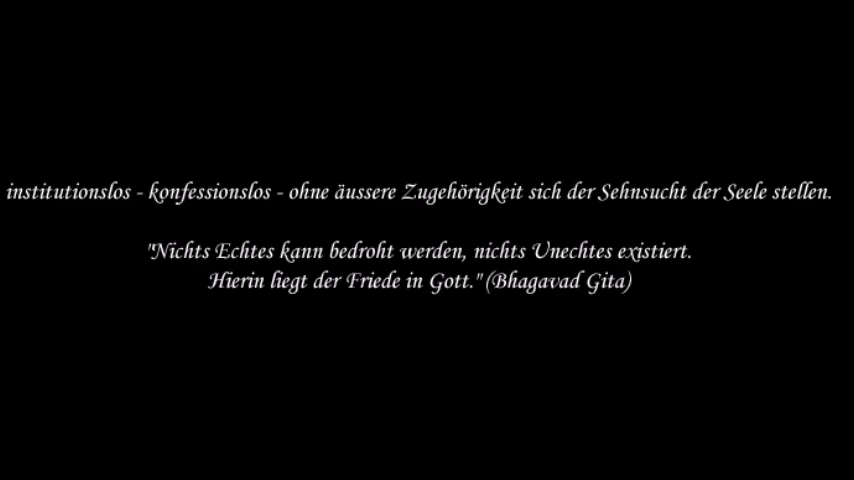 institutionslos - konfessionslos - ohne äussere Zugehörigkeit sich der Sehnsucht der Seele stellen.
"Nichts Echtes kann bedroht werden, nichts Unechtes existiert.
Hierin liegt der Friede in Gott." (Bhagavad Gita)